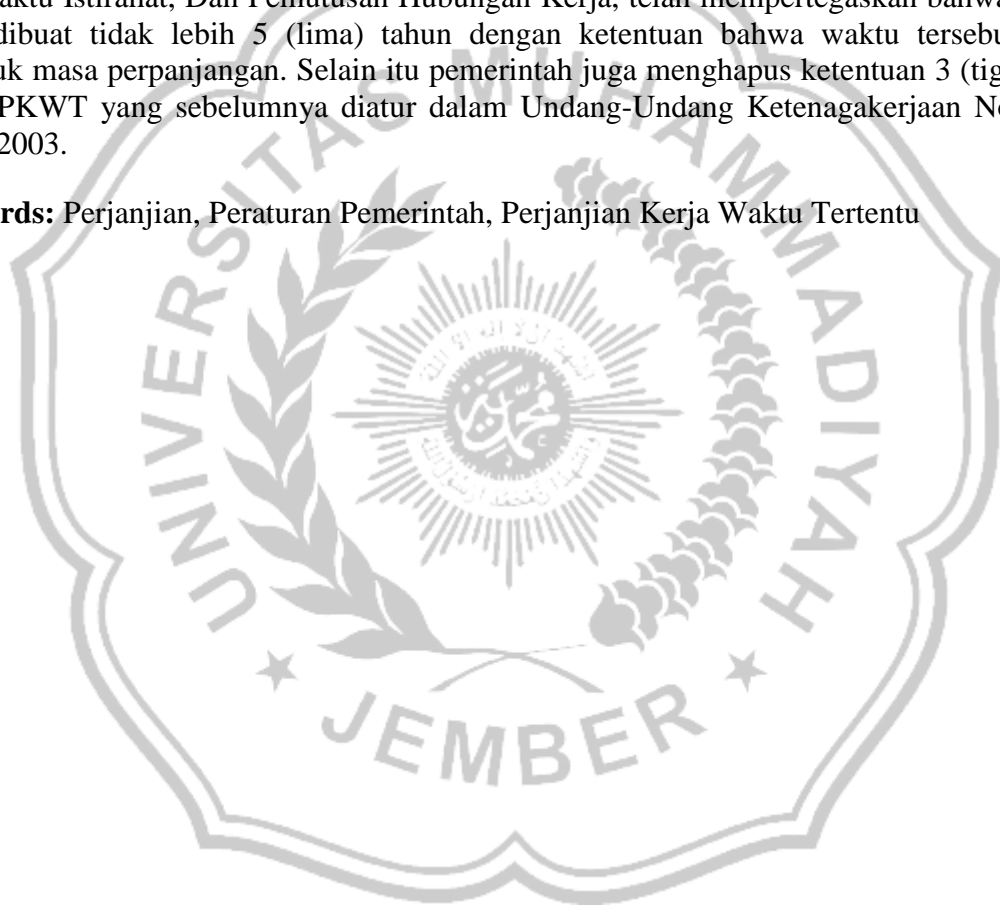 aktu Istirahat, Dan Pemutusan Hubungan Kerja, telah mempertegaskan bahwa
dibuat tidak lebih 5 (lima) tahun dengan ketentuan bahwa waktu tersebu
uk masa perpanjangan. Selain itu pemerintah juga menghapus ketentuan 3 (tig
PKWT yang sebelumnya diatur dalam Undang-Undang Ketenagakerjaan No
2003.
rds: Perjanjian, Peraturan Pemerintah, Perjanjian Kerja Waktu Tertentu
UNIVERSITAS MUHAMMADIYAH
JEMBER